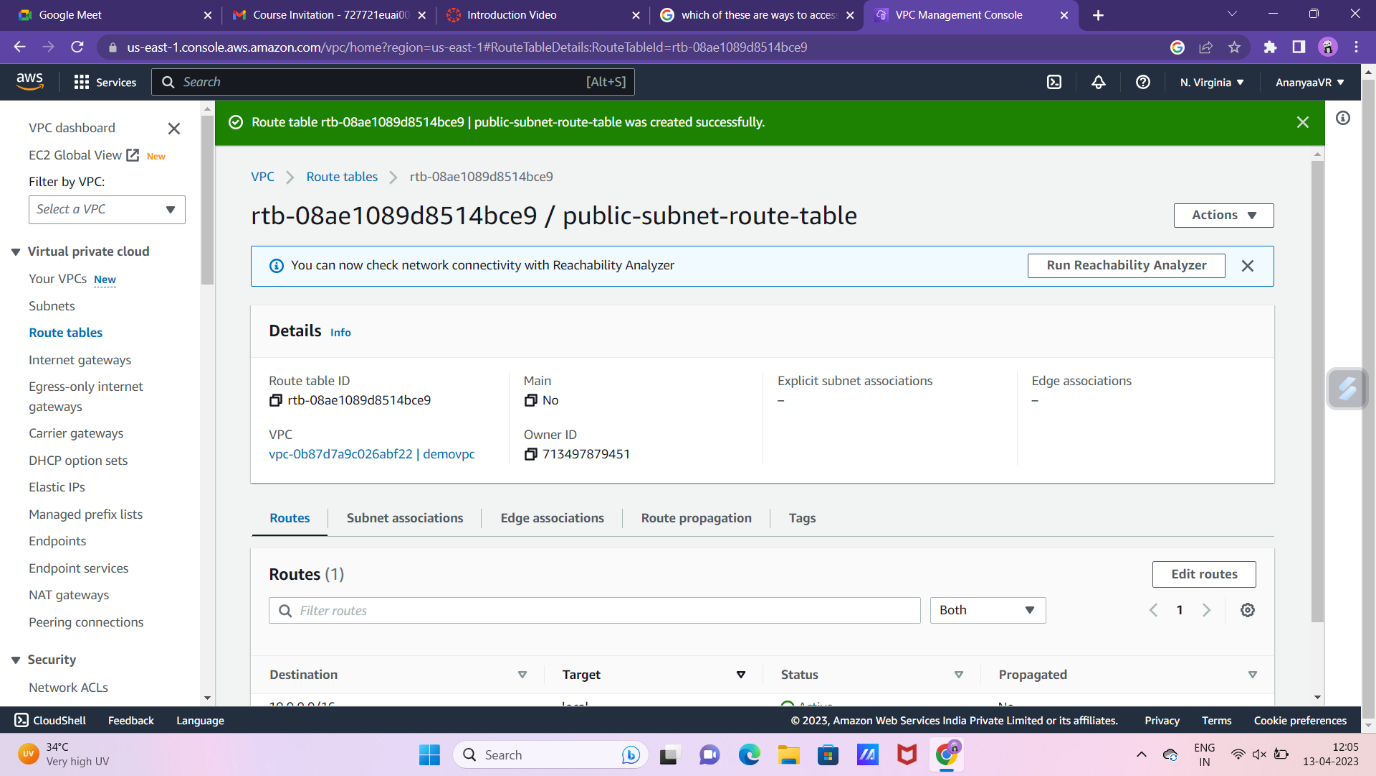 Google Meet
Course Invitation - 727721euai00
Introduction Video
which of these are ways to acces
VPC Management Console
us-east-1.console.aws.amazon.com/vpc/home?region=us-east-1#RouteTableDetails:RouteTableId=rtb-08ae1089d8514bce9
aws
Services
Search
[Alt+S]
N. Virginia
AnanyaaVR
VPC dashboard
EC2 Global View New
Filter by VPC:
Select a VPC
Virtual private cloud
Your VPCs New
Subnets
Route tables
Internet gateways
Egress-only internet
gateways
Carrier gateways
DHCP option sets
Elastic IPs
Managed prefix lists
Endpoints
Endpoint services
NAT gateways
Peering connections
Security
Network ACLs
Route table rtb-08ae1089d8514bce9 | public-subnet-route-table was created successfully.
VPC > Route tables > rtb-08ae1089d8514bce9
rtb-08ae1089d8514bce9 / public-subnet-route-table
Actions
You can now check network connectivity with Reachability Analyzer
Run Reachability Analyzer
Details Info
Route table ID
rtb-08ae1089d8514bce9
Main
No
Explicit subnet associations
–
Edge associations
–
VPC
vpc-0b87d7a9c026abf22 | demovpc
Owner ID
713497879451
Routes
Subnet associations
Edge associations
Route propagation
Tags
Routes (1)
Edit routes
Filter routes
Both
1
Destination
Target
Status
Propagated
CloudShell
Feedback
Language
© 2023, Amazon Web Services India Private Limited or its affiliates.
Privacy
Terms
Cookie preferences
UV
34°C
Very high UV
Search
ENG
IN
12:05
13-04-2023